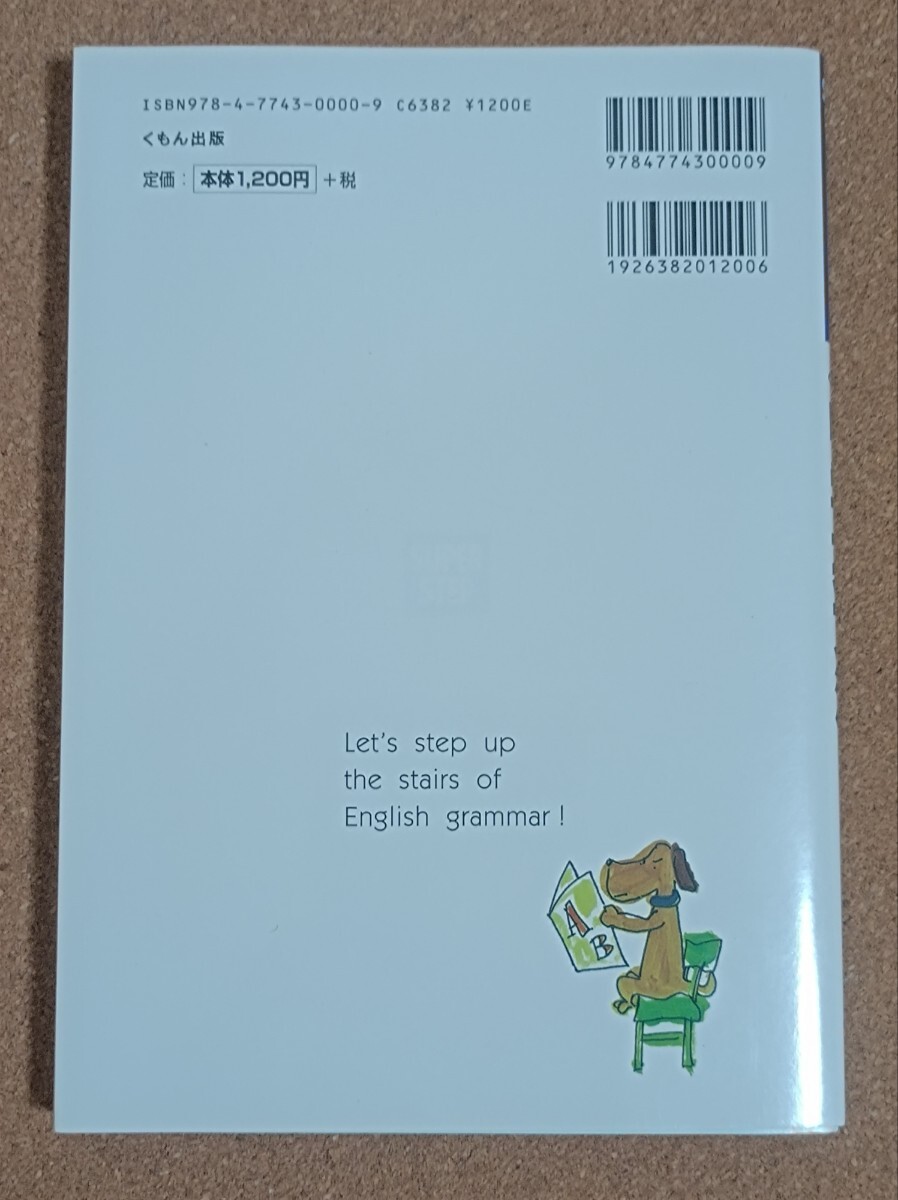 ISBN978-4-7743-0000-9 C6382 ¥1200E
くもん出版
定価：本体1,200円＋税
9784774300009
1926382012006
Let's step up
the stairs of
English grammar!
A
B